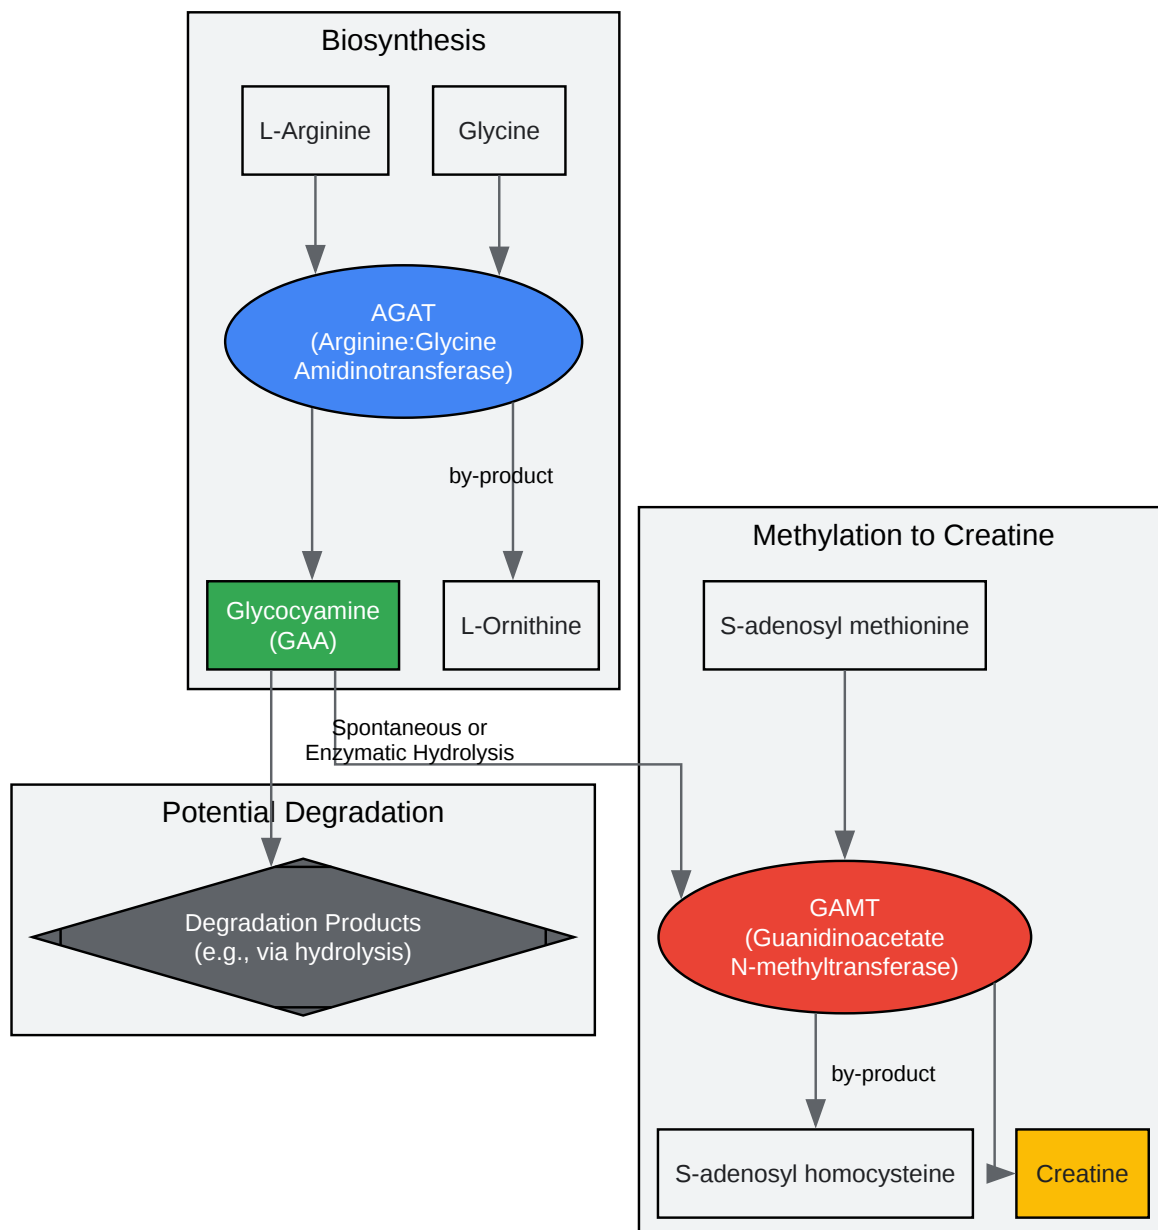 Biosynthesis
L-Arginine
Glycine
AGAT
(Arginine:Glycine
Amidinotransferase)
by-product
Glycocyamine
(GAA)
L-Ornithine
Methylation to Creatine
S-adenosyl methionine
Spontaneous or
Enzymatic Hydrolysis
Potential Degradation
Degradation Products
(e.g., via hydrolysis)
GAMT
(Guanidinoacetate
N-methyltransferase)
by-product
S-adenosyl homocysteine
Creatine